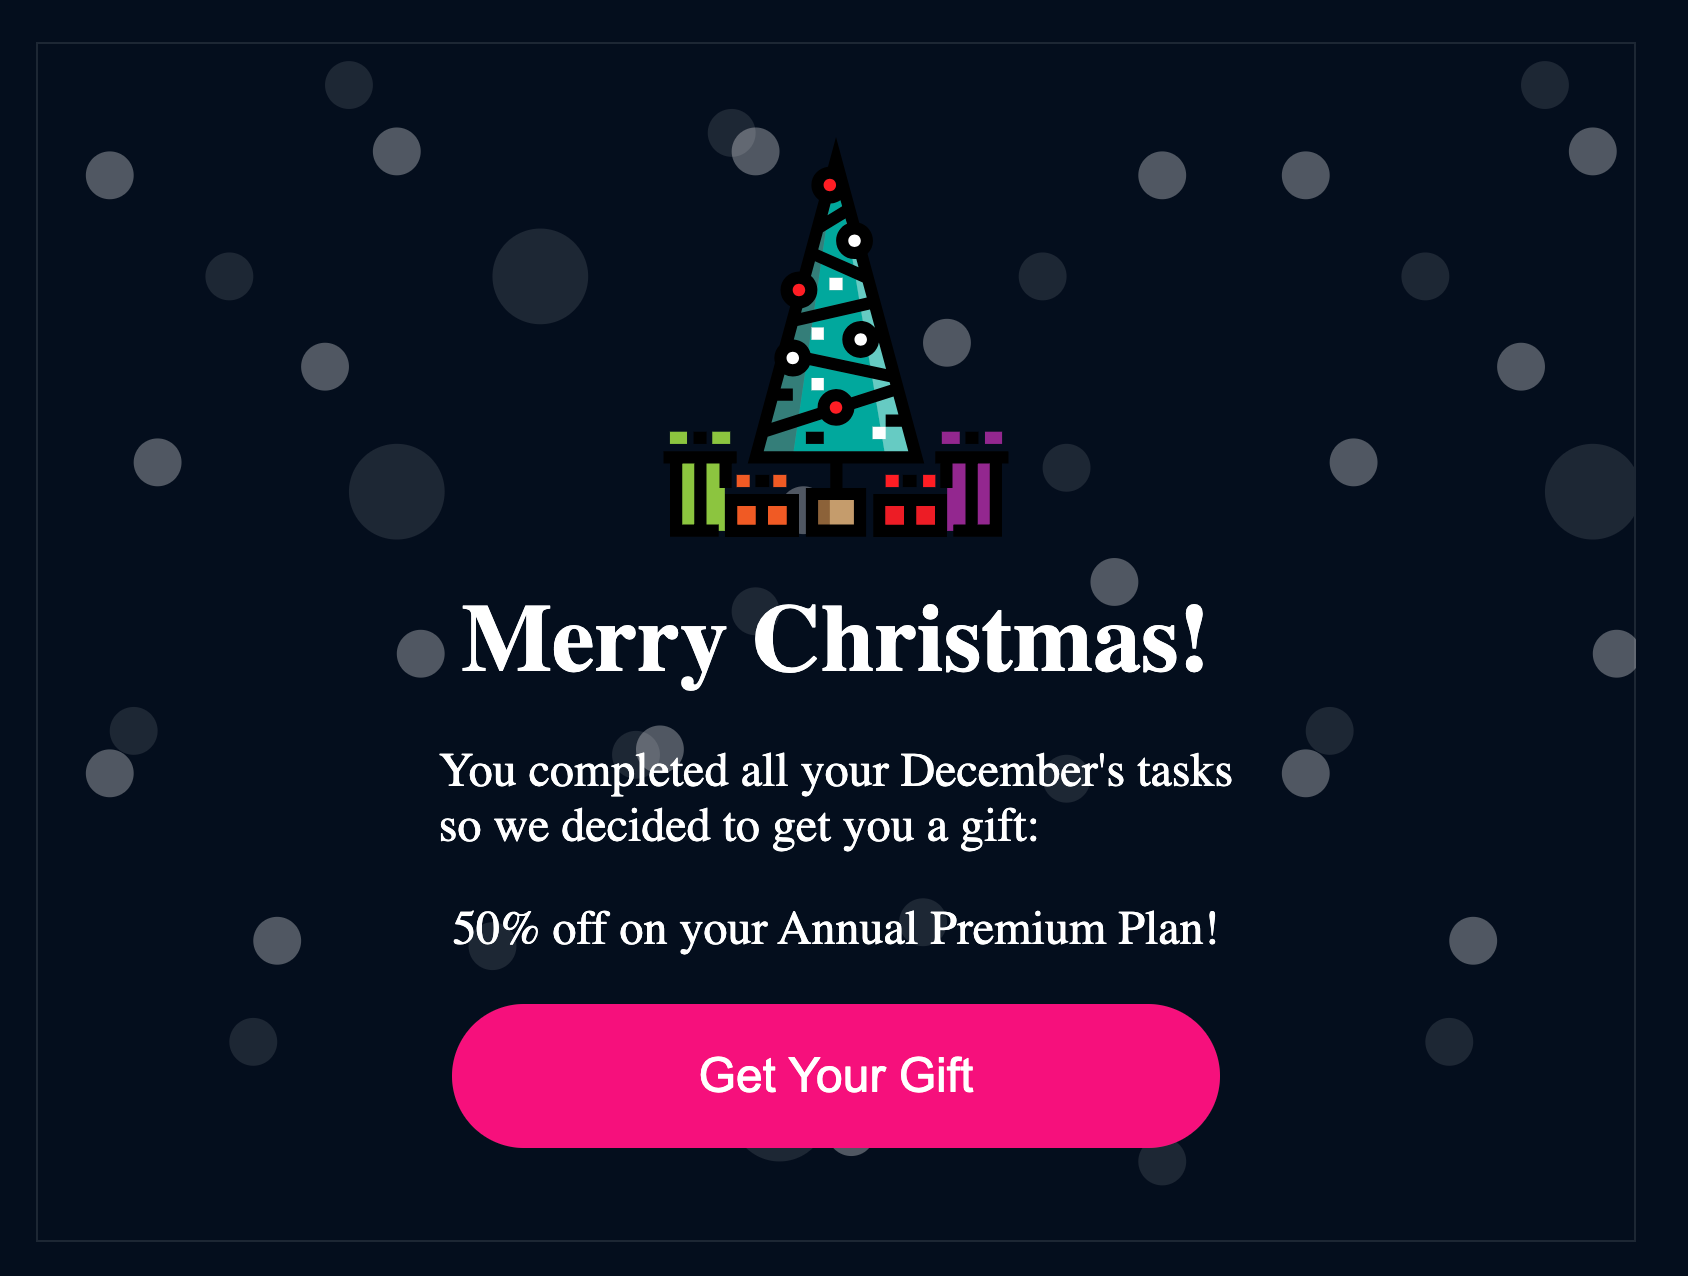 Merry Christmas!
You completed all your December's tasks
so we decided to get you a gift:
50% off on your Annual Premium Plan!
Get Your Gift